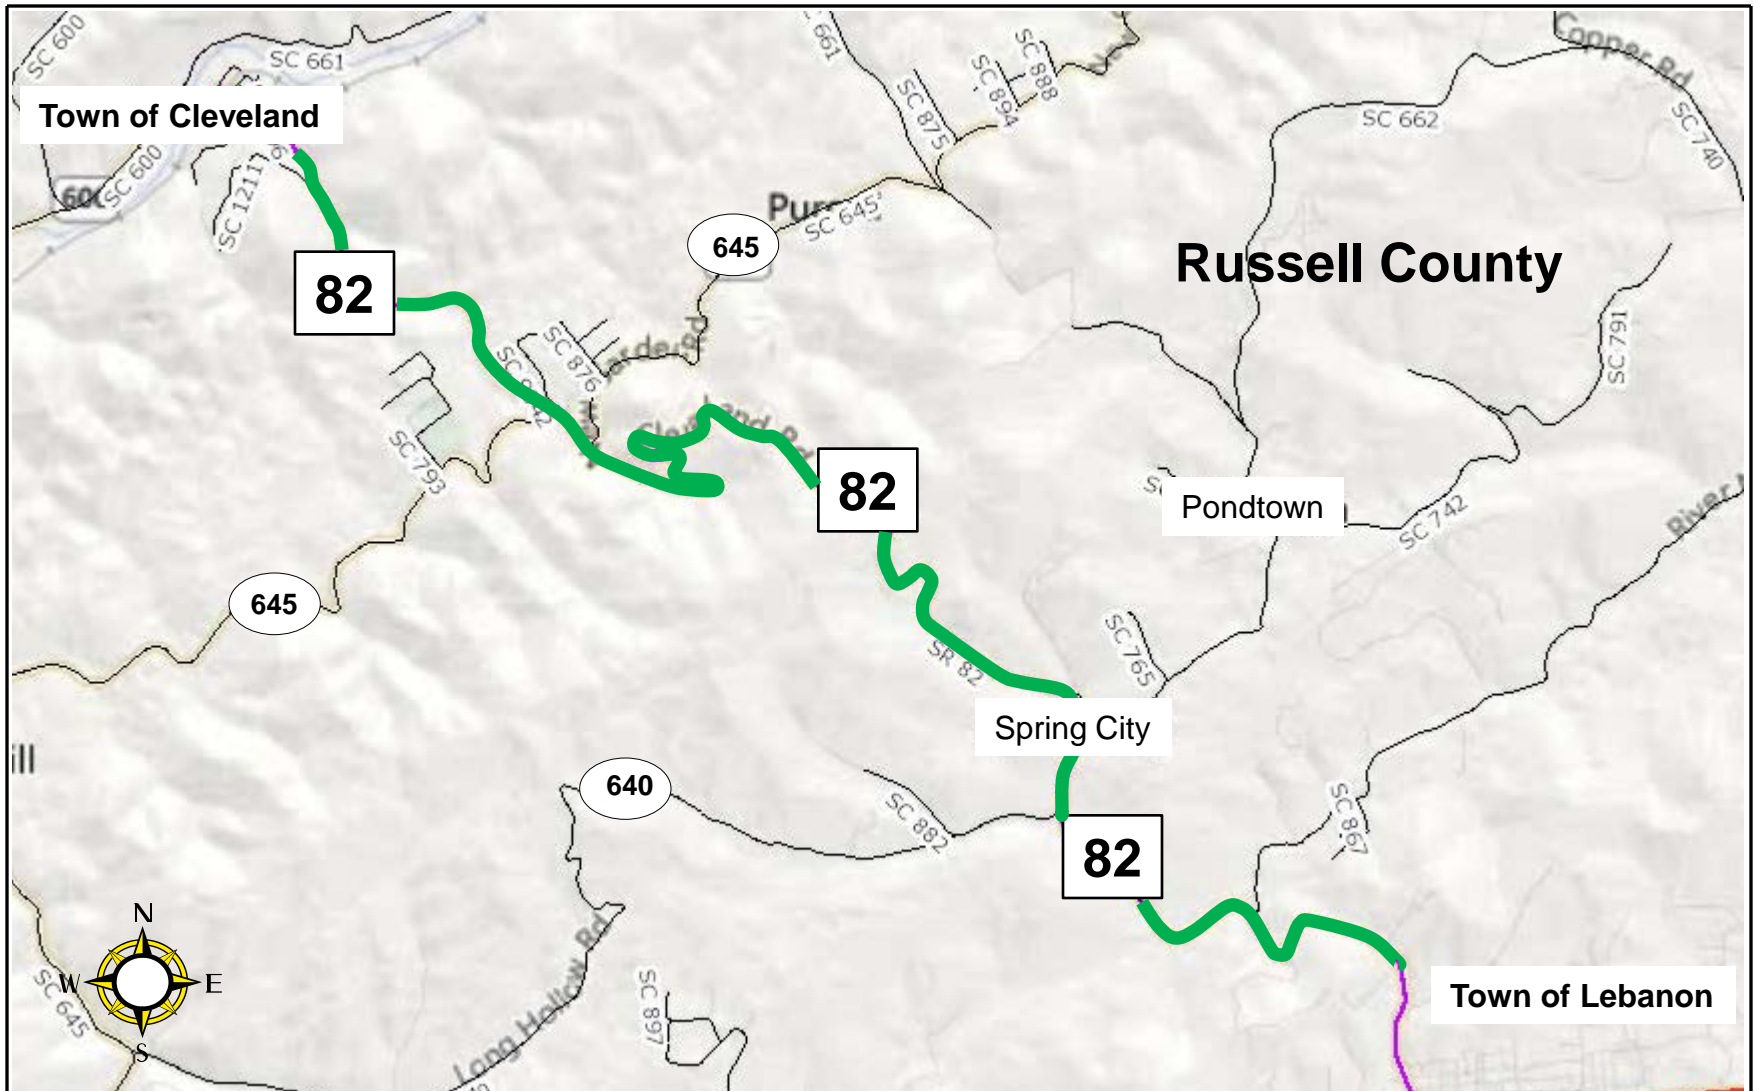 SC 600
SC 661
SC 661
SC 888
SC 894
SC 875
Copper Rd
SC 740
SC 662
Town of Cleveland
SC 600
SC 1211
SC 645
645
Russell County
82
SC 791
SC 876
SC 793
82
Pondtown
SC 742
River
645
SC 765
SR 82
Spring City
640
SC 882
SC 867
82
N
W
E
S
SC 645
Long Hollow Rd
SC 897
Town of Lebanon